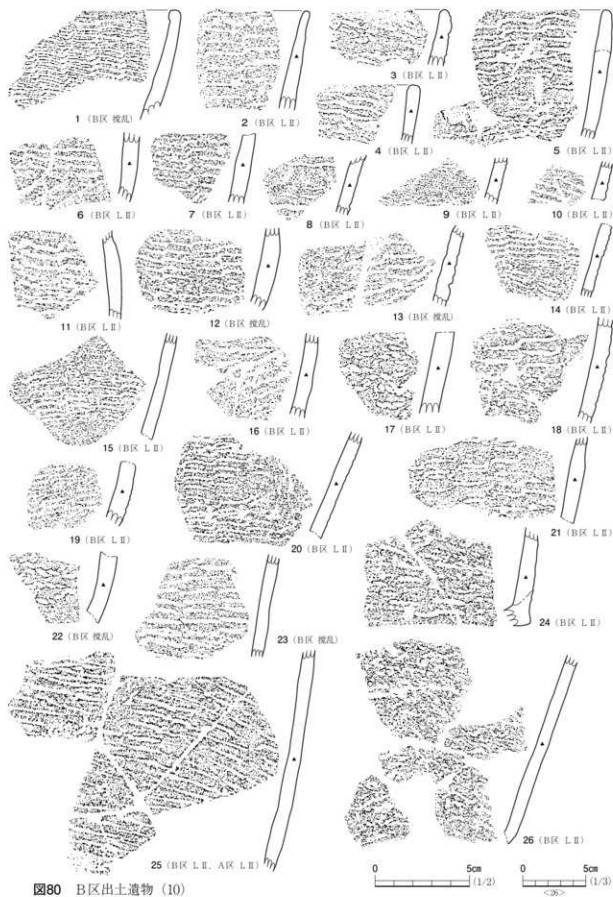 1（B区 撹乱）
2（B区 LⅡ）
3（B区 LⅡ）
4（B区 LⅡ）
5（B区 LⅡ）
6（B区 LⅡ）
7（B区 LⅡ）
8（B区 LⅡ）
9（B区 LⅡ）
10（B区 LⅡ）
11（B区 LⅡ）
12（B区 撹乱）
13（B区 撹乱）
14（B区 LⅡ）
15（B区 LⅡ）
16（B区 LⅡ）
17（B区 LⅡ）
18（B区 LⅡ）
19（B区 LⅡ）
20（B区 LⅡ）
21（B区 LⅡ）
22（B区 撹乱）
23（B区 撹乱）
24（B区 LⅡ）
25（B区 LⅡ、A区 LⅡ）
26（B区 LⅡ）
0 5cm
(1/2)
0 5cm
(1/3)
<26>
図80 B区出土遺物（10）